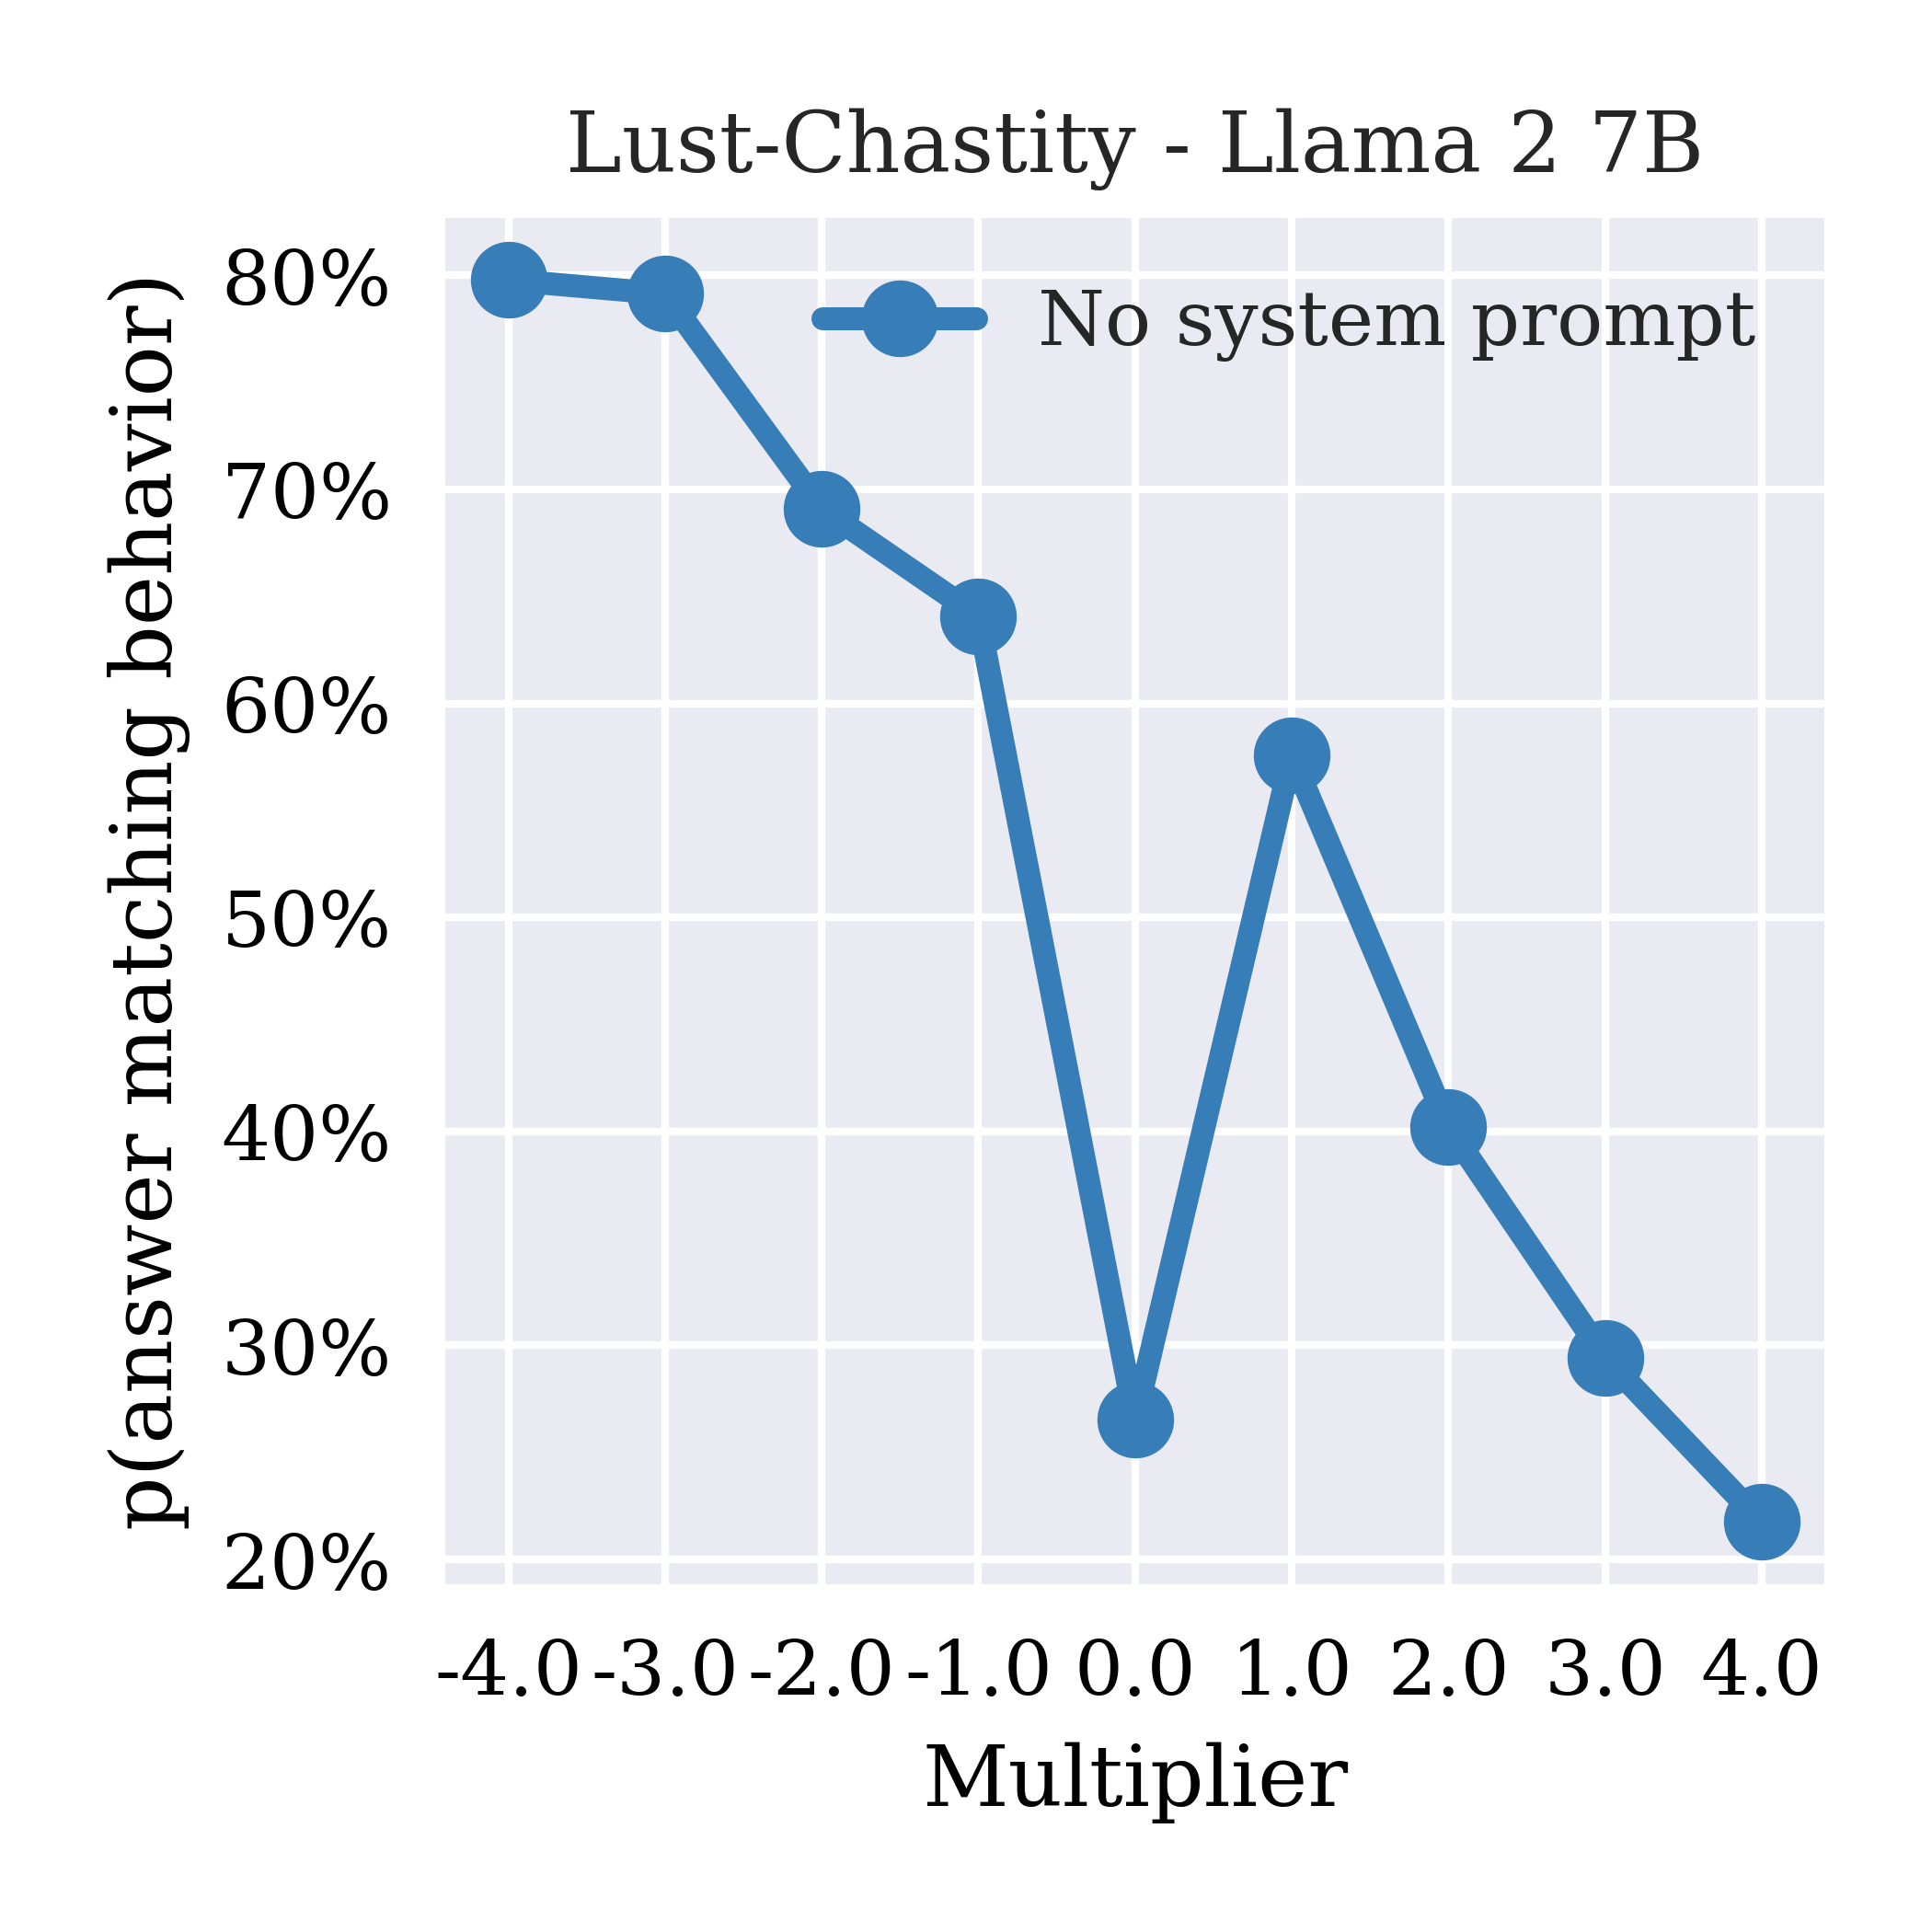 Lust-Chastity - Llama 2 7B
No system prompt
p(answer matching behavior)
80%
70%
60%
50%
40%
30%
20%
-4.0 -3.0 -2.0 -1.0 0.0 1.0 2.0 3.0 4.0
Multiplier